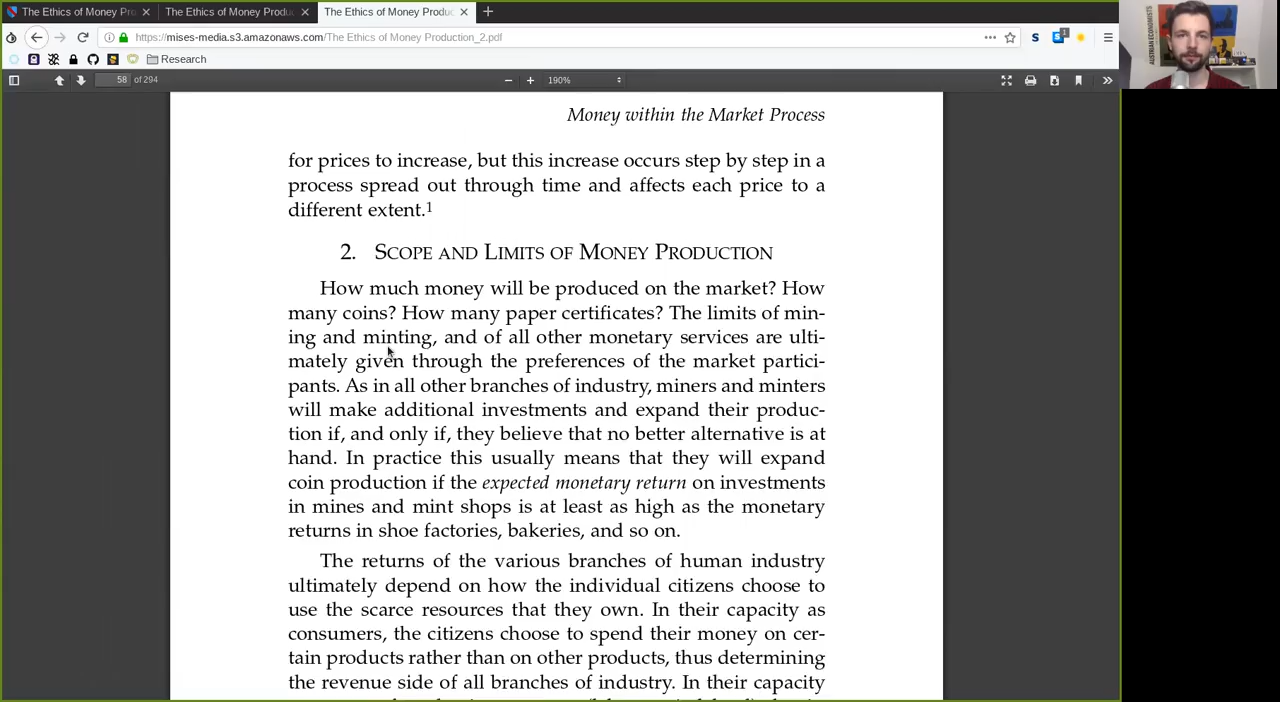 The Ethics of Money Pro
The Ethics of Money Produ
The Ethics of Money Produc
https://mises-media.s3.amazonaws.com/The Ethics of Money Production_2.pdf
Research
58 of 294
190%
AUSTRIAN ECONOMISTS
Money within the Market Process
for prices to increase, but this increase occurs step by step in a
process spread out through time and affects each price to a
different extent.1
2. SCOPE AND LIMITS OF MONEY PRODUCTION
How much money will be produced on the market? How
many coins? How many paper certificates? The limits of min-
ing and minting, and of all other monetary services are ulti-
mately given through the preferences of the market partici-
pants. As in all other branches of industry, miners and minters
will make additional investments and expand their produc-
tion if, and only if, they believe that no better alternative is at
hand. In practice this usually means that they will expand
coin production if the expected monetary return on investments
in mines and mint shops is at least as high as the monetary
returns in shoe factories, bakeries, and so on.
The returns of the various branches of human industry
ultimately depend on how the individual citizens choose to
use the scarce resources that they own. In their capacity as
consumers, the citizens choose to spend their money on cer-
tain products rather than on other products, thus determining
the revenue side of all branches of industry. In their capacity